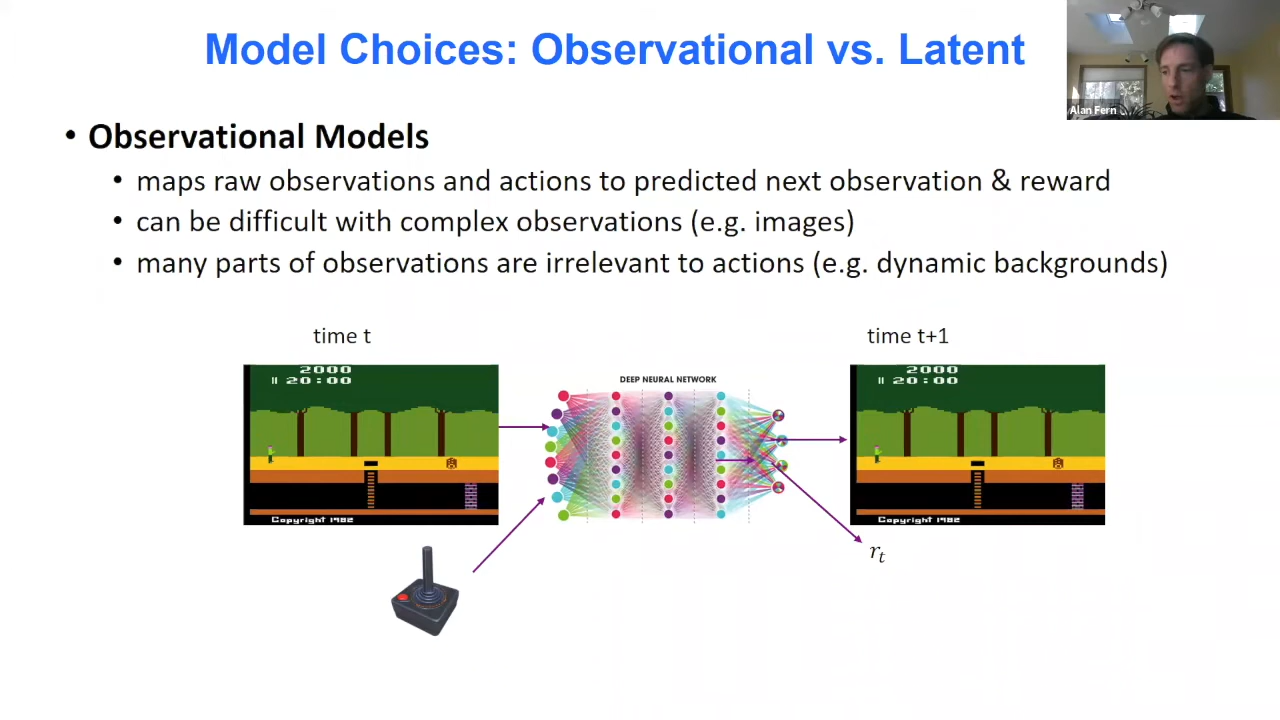 Model Choices: Observational vs. Latent
Alan Fern
• Observational Models
• maps raw observations and actions to predicted next observation & reward
• can be difficult with complex observations (e.g. images)
• many parts of observations are irrelevant to actions (e.g. dynamic backgrounds)
time t
time t+1
2000
20:00
Copyright 1982
DEEP NEURAL NETWORK
2000
20:00
Copyright 1982
rₜ